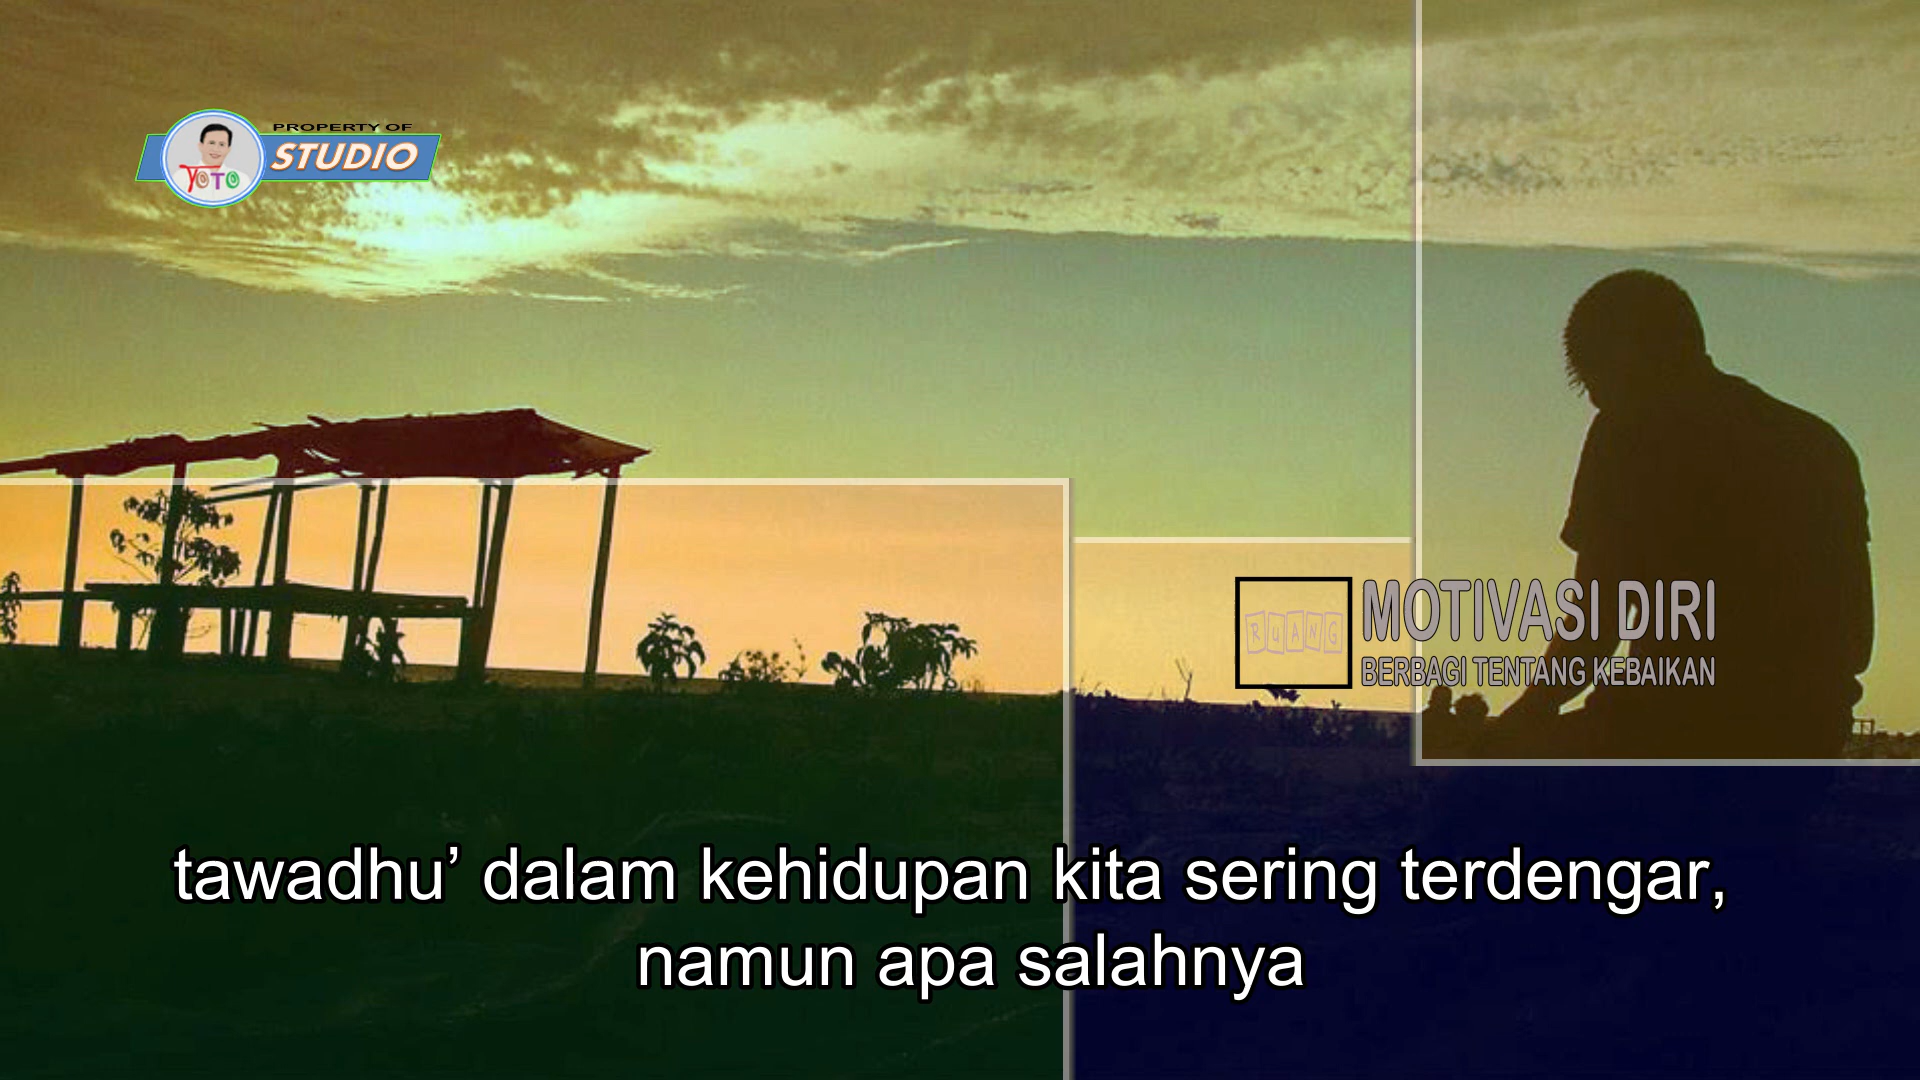 PROPERTY OF
STUDIO
YOTO
RUANG
MOTIVASI DIRI
BERBAGI TENTANG KEBAIKAN
tawadhu’ dalam kehidupan kita sering terdengar,
namun apa salahnya